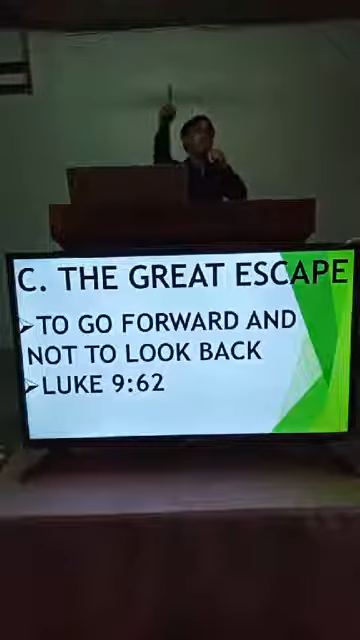 C. THE GREAT ESCAPE
➢TO GO FORWARD AND
NOT TO LOOK BACK
➢LUKE 9:62